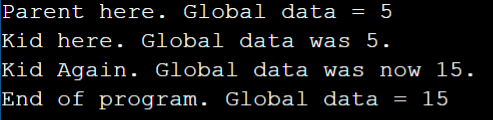 Parent here. Global data = 5
Kid here. Global data was 5.
Kid Again. Global data was now 15.
End of program. Global data = 15